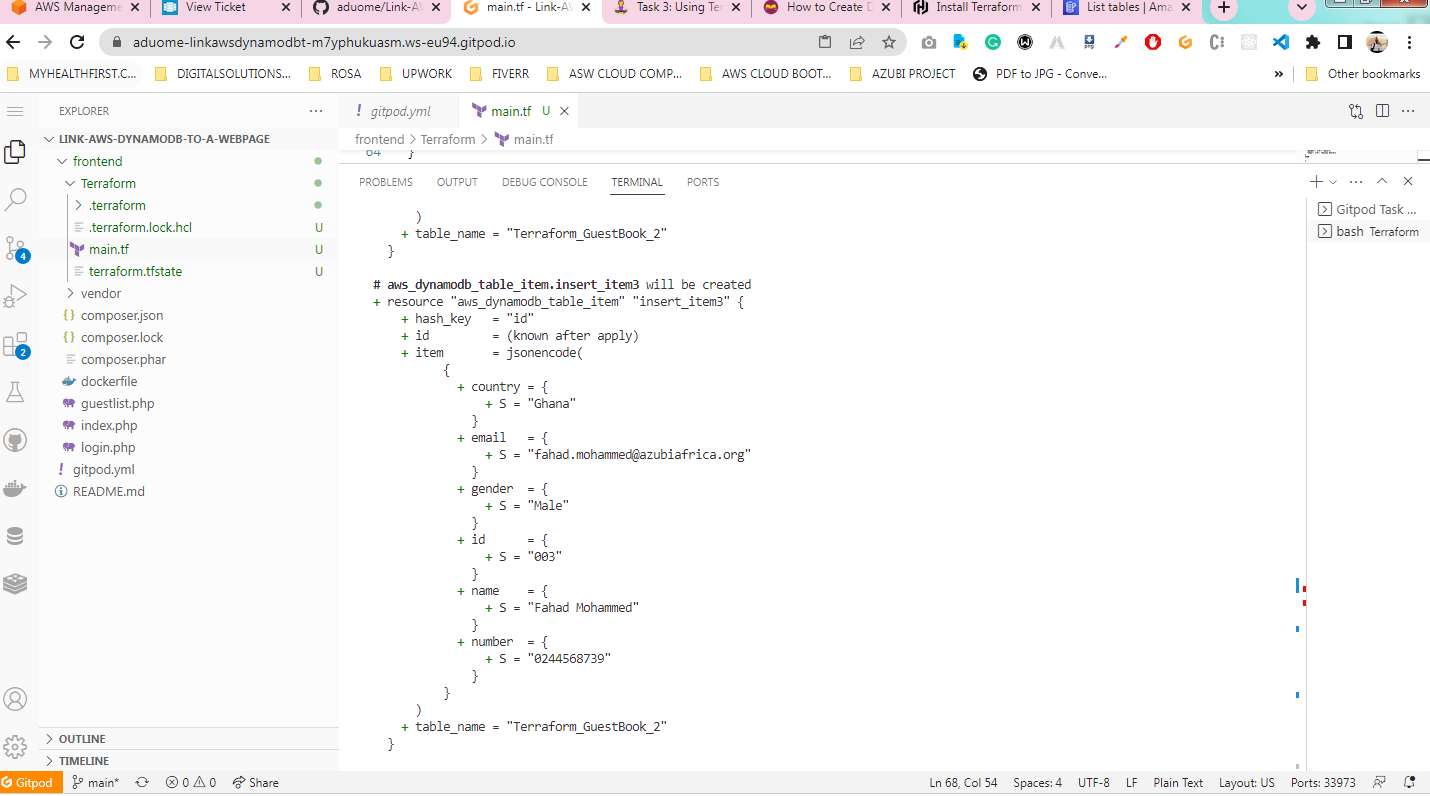 AWS Manageme
View Ticket
aduome/Link-AW
main.tf - Link-AW
Task 3: Using Ter
How to Create D
Install Terraform
List tables | Ama
aduome-linkawsdynamodbt-m7yphukuasm.ws-eu94.gitpod.io
MYHEALTHFIRST.C...
DIGITALSOLUTIONS...
ROSA
UPWORK
FIVERR
ASW CLOUD COMP...
AWS CLOUD BOOT...
AZUBI PROJECT
PDF to JPG - Conve...
»
Other bookmarks
EXPLORER
LINK-AWS-DYNAMODB-TO-A-WEBPAGE
frontend
Terraform
.terraform
.terraform.lock.hcl U
main.tf U
terraform.tfstate U
vendor
composer.json
composer.lock
composer.phar
dockerfile
guestlist.php
index.php
login.php
gitpod.yml
README.md
OUTLINE
TIMELINE
4
2
gitpod.yml
main.tf U
frontend > Terraform > main.tf
64 }
PROBLEMS OUTPUT DEBUG CONSOLE TERMINAL PORTS
)
+ table_name = "Terraform_GuestBook_2"
}
# aws_dynamodb_table_item.insert_item3 will be created
+ resource "aws_dynamodb_table_item" "insert_item3" {
+ hash_key = "id"
+ id = (known after apply)
+ item = jsonencode(
{
+ country = {
+ S = "Ghana"
}
+ email = {
+ S = "fahad.mohammed@azubiafrica.org"
}
+ gender = {
+ S = "Male"
}
+ id = {
+ S = "003"
}
+ name = {
+ S = "Fahad Mohammed"
}
+ number = {
+ S = "0244568739"
}
}
)
+ table_name = "Terraform_GuestBook_2"
}
Gitpod Task ...
bash Terraform
Gitpod
main*
0 0
Share
Ln 68, Col 54
Spaces: 4
UTF-8
LF
Plain Text
Layout: US
Ports: 33973